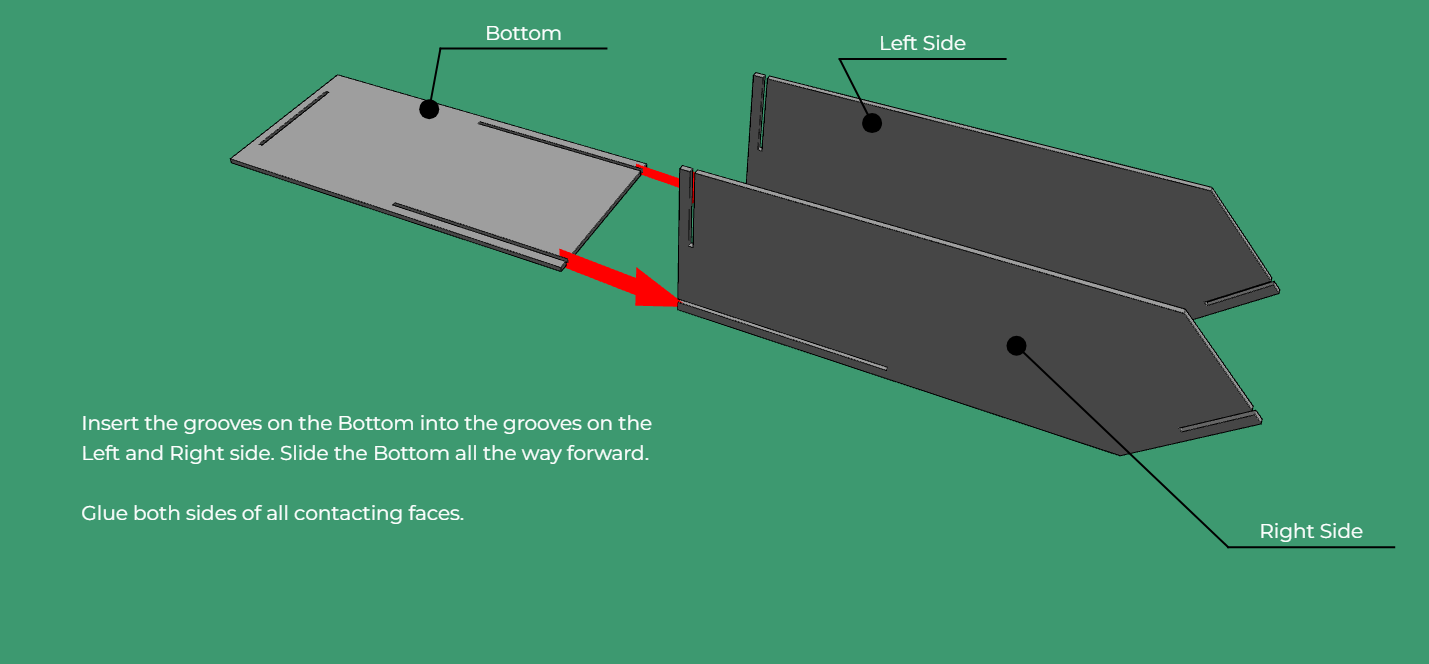 Bottom
Left Side
Insert the grooves on the Bottom into the grooves on the
Left and Right side. Slide the Bottom all the way forward.
Glue both sides of all contacting faces.
Right Side